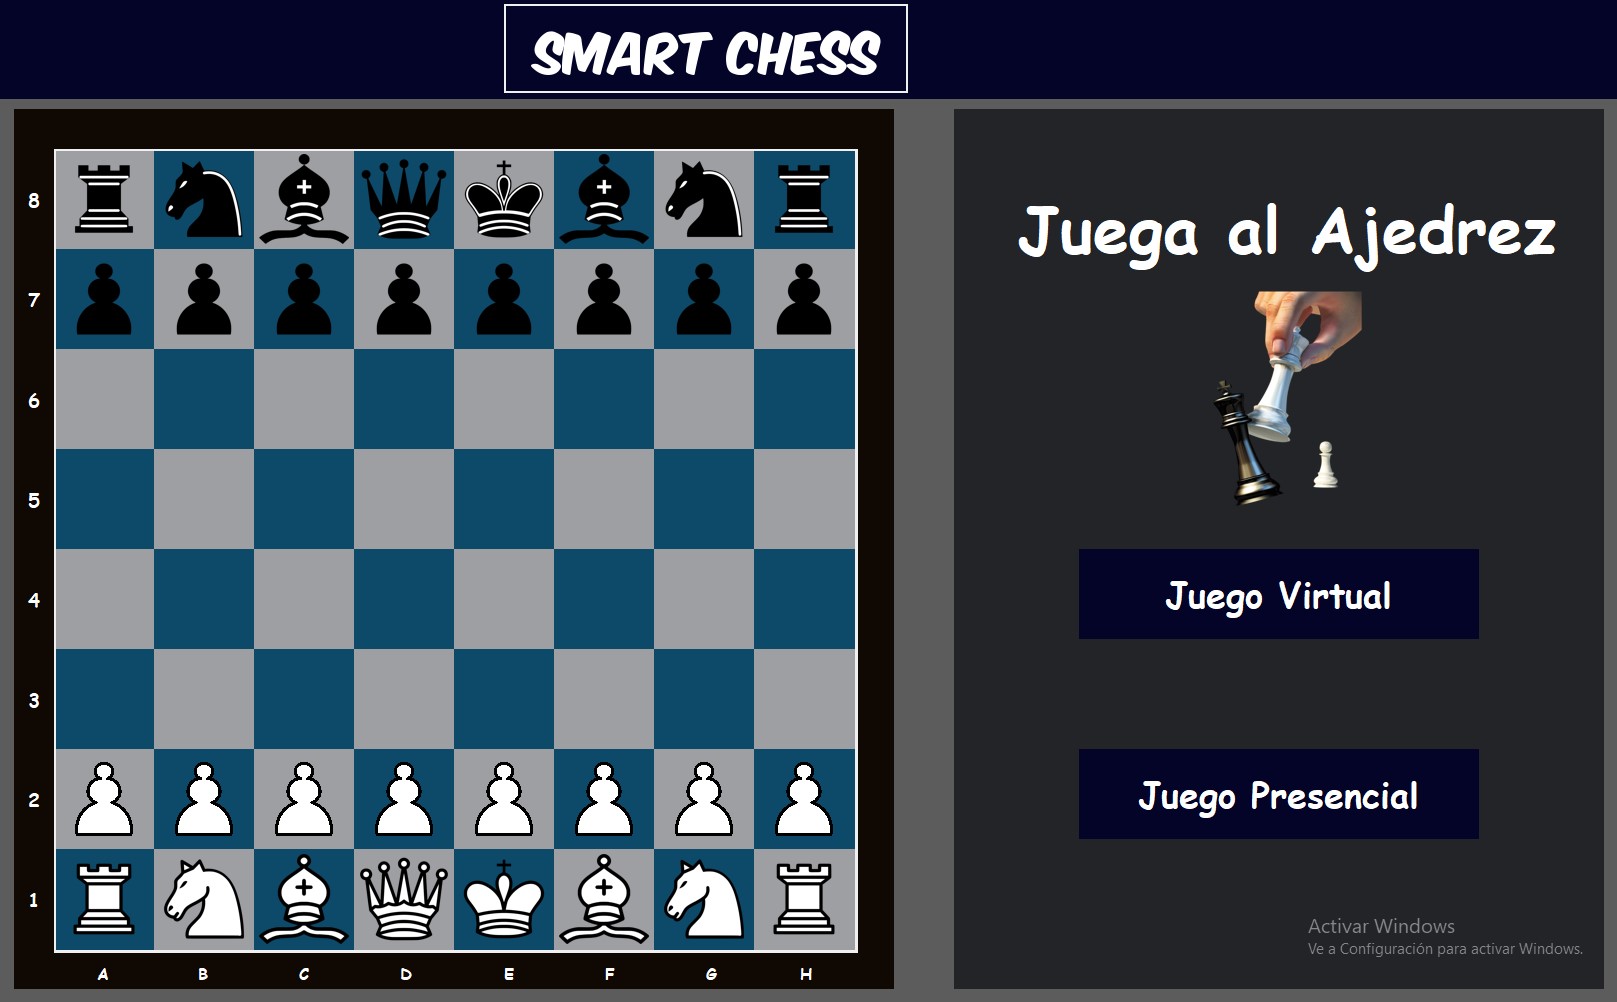 SMART CHESS
8
7
6
5
4
3
2
1
A B C D E F G H
Juega al Ajedrez
Juego Virtual
Juego Presencial
Activar Windows
Ve a Configuración para activar Windows.